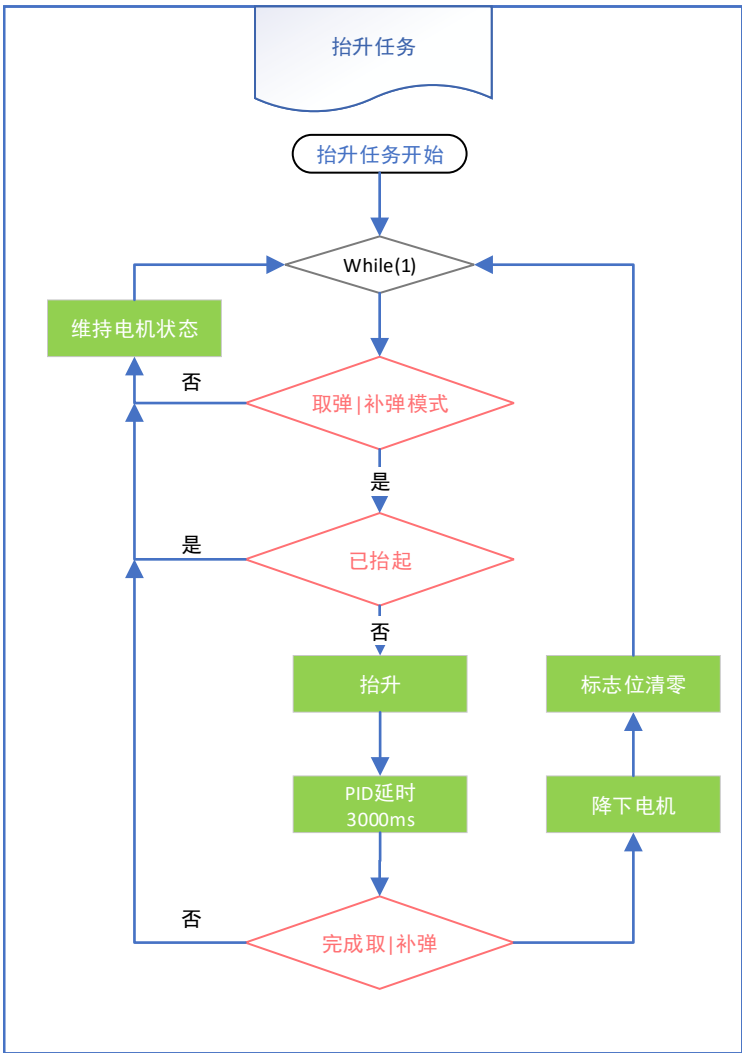 抬升任务
抬升任务开始
While(1)
维持电机状态
否
取弹|补弹模式
是
是
已抬起
否
抬升
标志位清零
PID延时
3000ms
降下电机
否
完成取|补弹